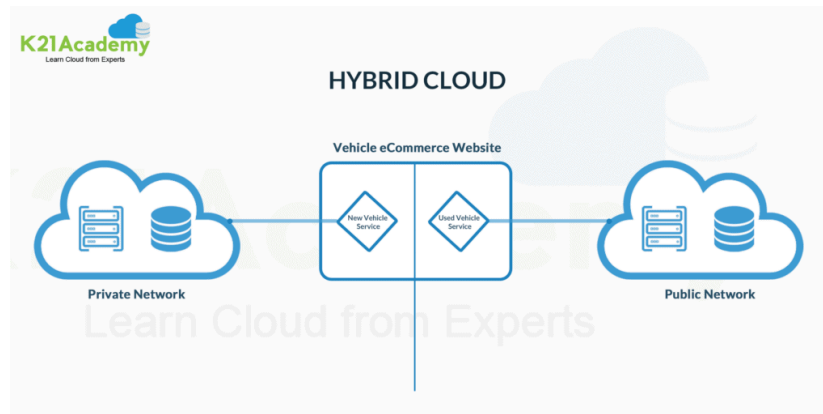 K21Academy
Learn Cloud from Experts
HYBRID CLOUD
Vehicle eCommerce Website
New Vehicle
Service
Used Vehicle
Service
Private Network
Public Network
K21Academy
Learn Cloud from Experts